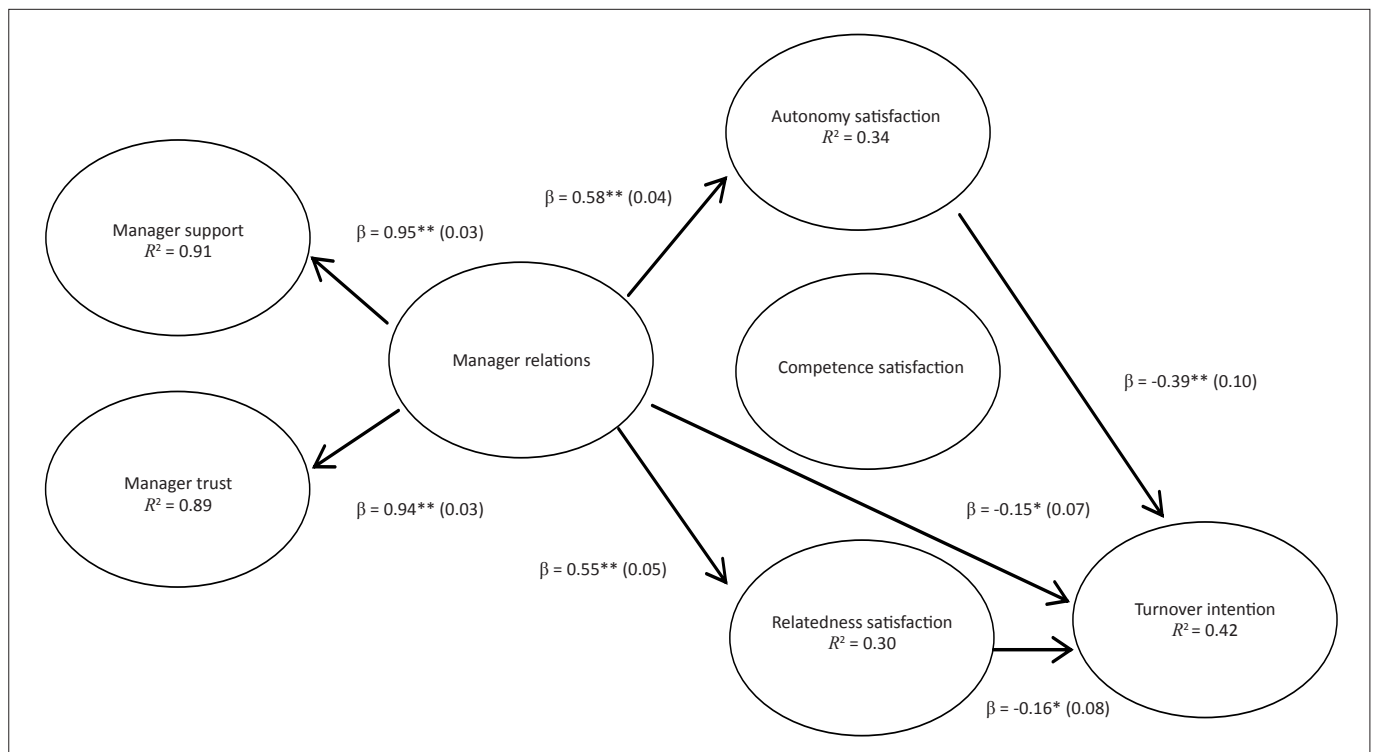 Autonomy satisfaction
R² = 0.34
β = 0.58** (0.04)
Manager support
R² = 0.91
β = 0.95** (0.03)
Manager relations
Competence satisfaction
β = -0.39** (0.10)
Manager trust
R² = 0.89
β = 0.94** (0.03)
β = -0.15* (0.07)
β = 0.55** (0.05)
Relatedness satisfaction
R² = 0.30
Turnover intention
R² = 0.42
β = -0.16* (0.08)